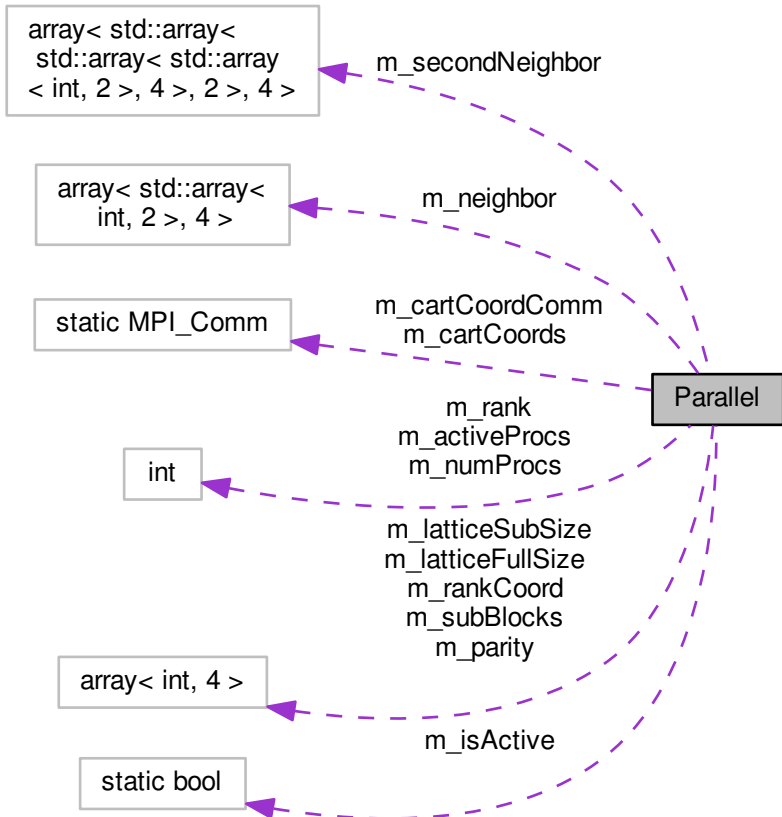 array< std::array<
std::array< std::array
< int, 2 >, 4 >, 2 >, 4 >
m_secondNeighbor
array< std::array<
int, 2 >, 4 >
m_neighbor
static MPI_Comm
m_cartCoordComm
m_cartCoords
Parallel
m_rank
m_activeProcs
m_numProcs
int
m_latticeSubSize
m_latticeFullSize
m_rankCoord
m_subBlocks
m_parity
array< int, 4 >
m_isActive
static bool